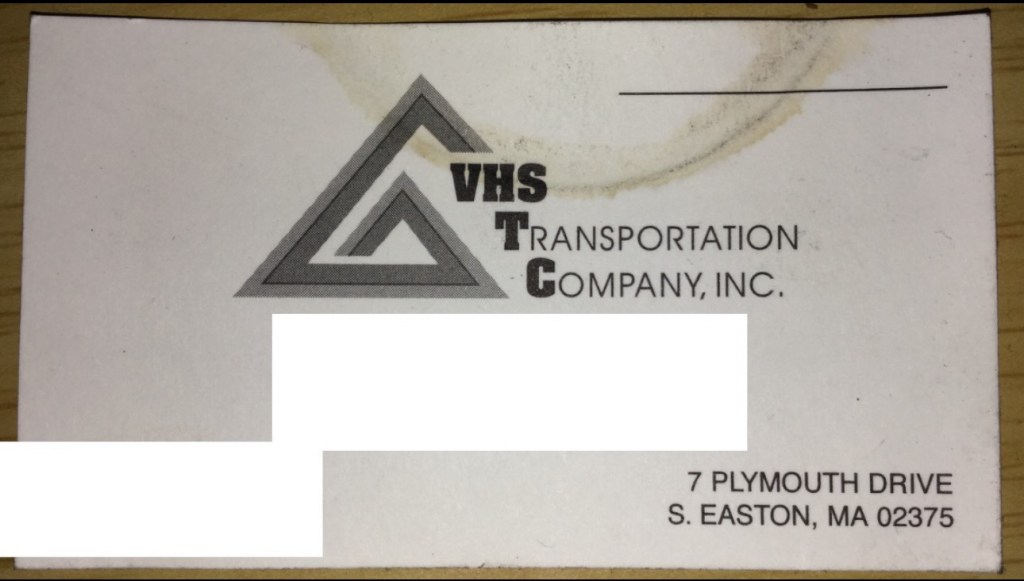 VHS
TRANSPORTATION
COMPANY, INC.
7 PLYMOUTH DRIVE
S. EASTON, MA 02375